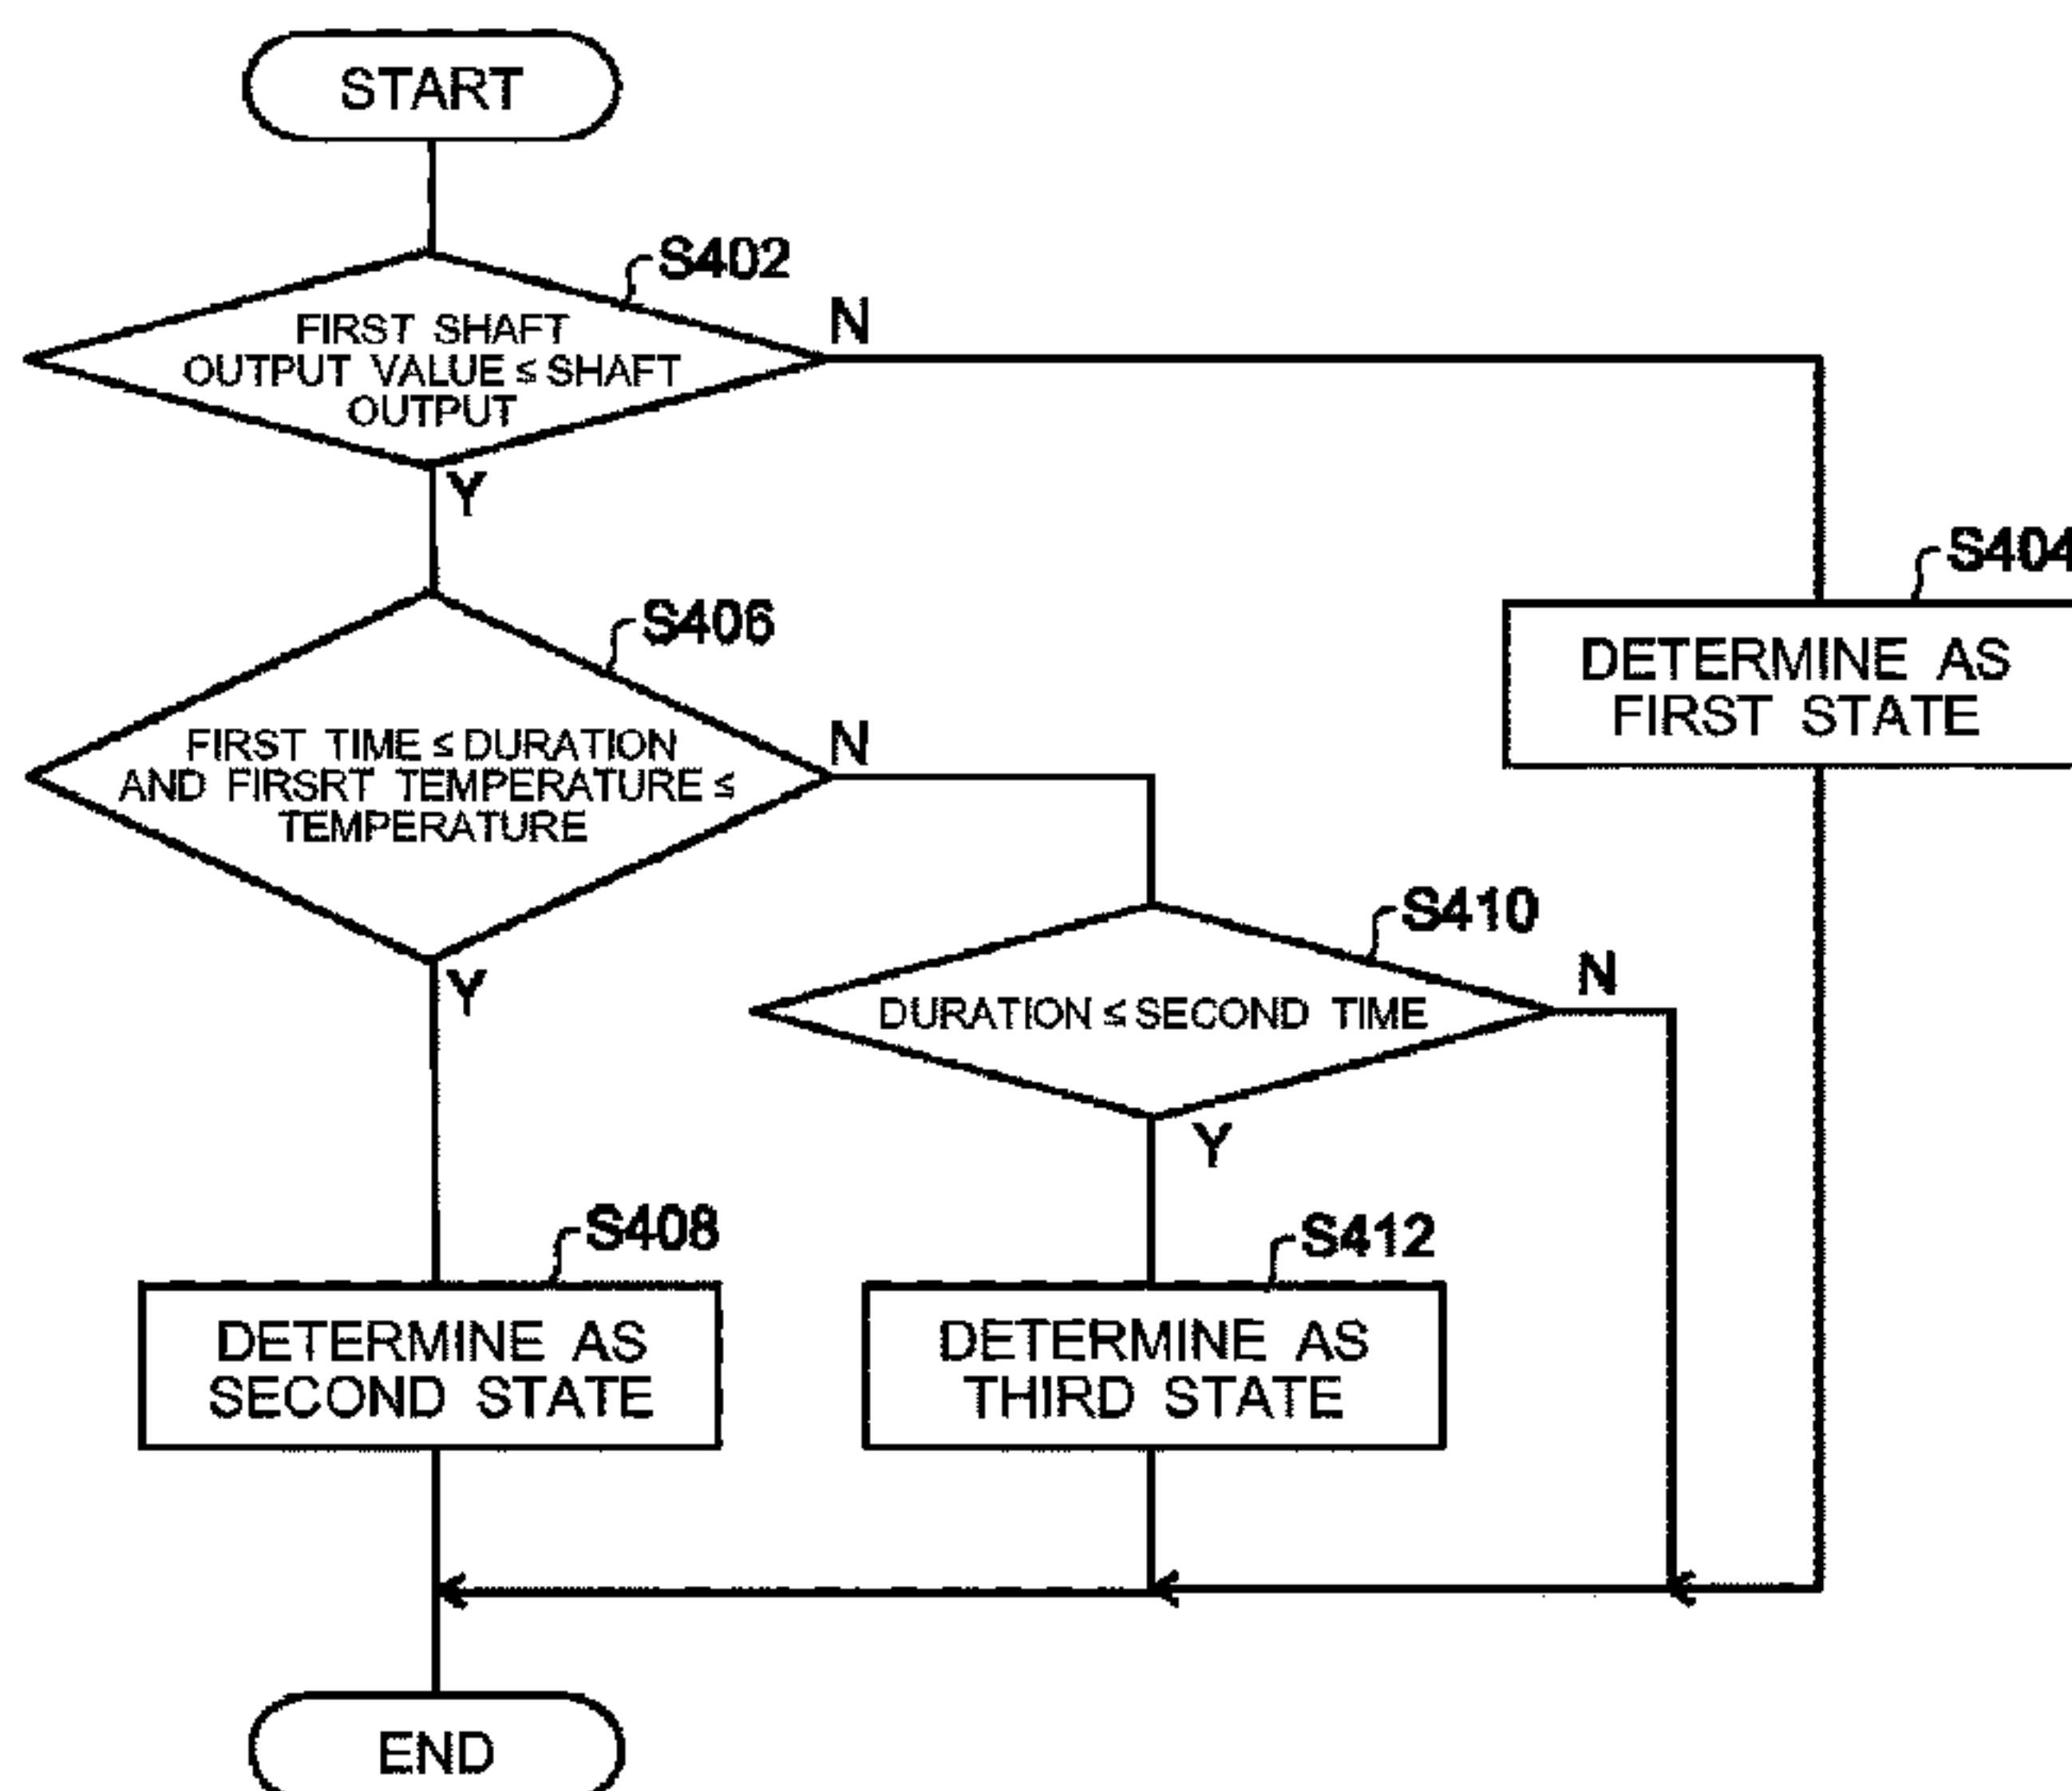 START
S402
FIRST SHAFT
OUTPUT VALUE ≤ SHAFT
OUTPUT
N
Y
S404
DETERMINE AS
FIRST STATE
S406
FIRST TIME ≤ DURATION
AND FIRSRT TEMPERATURE ≤
TEMPERATURE
N
Y
S410
DURATION ≤ SECOND TIME
N
Y
S408
DETERMINE AS
SECOND STATE
S412
DETERMINE AS
THIRD STATE
END